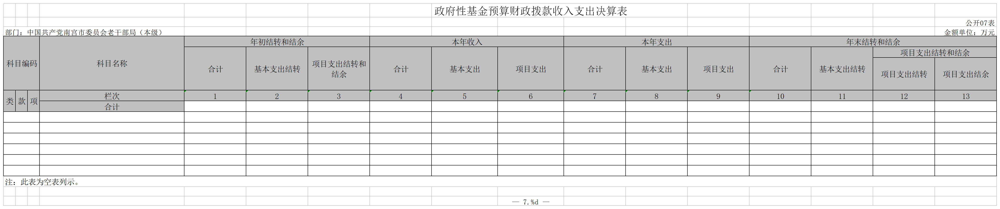 政府性基金预算财政拨款收入支出决算表
公开07表
部门：中国共产党南宫市委员会老干部局（本级） 金额单位：万元
科目编码 科目名称 年初结转和结余 本年收入 本年支出 年末结转和结余
合计 基本支出结转 项目支出结转和结余 合计 基本支出 项目支出 合计 基本支出 项目支出 合计 基本支出结转 项目支出结转和结余
项目支出结转 项目支出结余
类 款 项 栏次 1 2 3 4 5 6 7 8 9 10 11 12 13
合计
注：此表为空表列示。
— 7.%d —